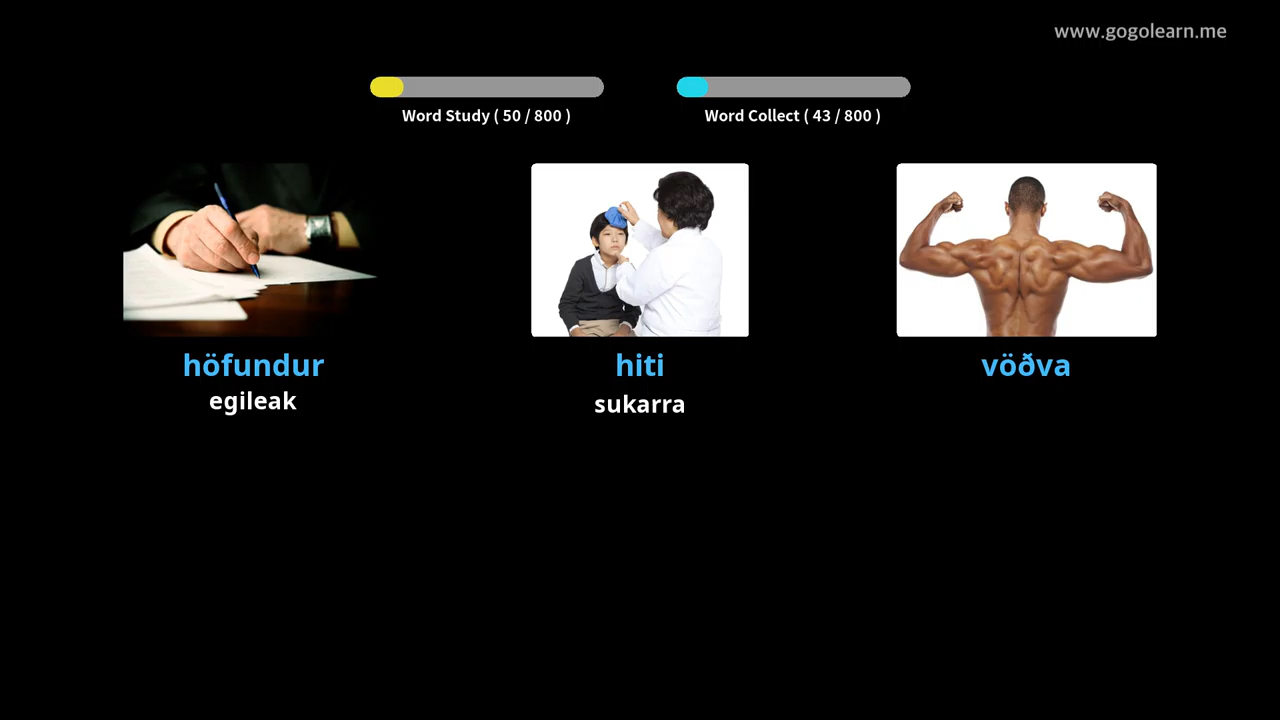 www.gogolearn.me
Word Study ( 50 / 800 )
Word Collect ( 43 / 800 )
höfundur
egileak
hiti
sukarra
vöðva